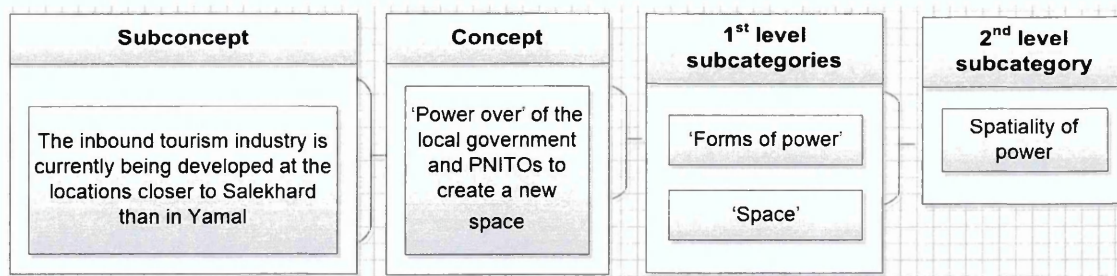 Subconcept
The inbound tourism industry is
currently being developed at the
locations closer to Salekhard
than in Yamal
Concept
'Power over' of the
local government
and PNITOs to
create a new
space
1st level
subcategories
'Forms of power'
'Space'
2nd level
subcategory
Spatiality of
power